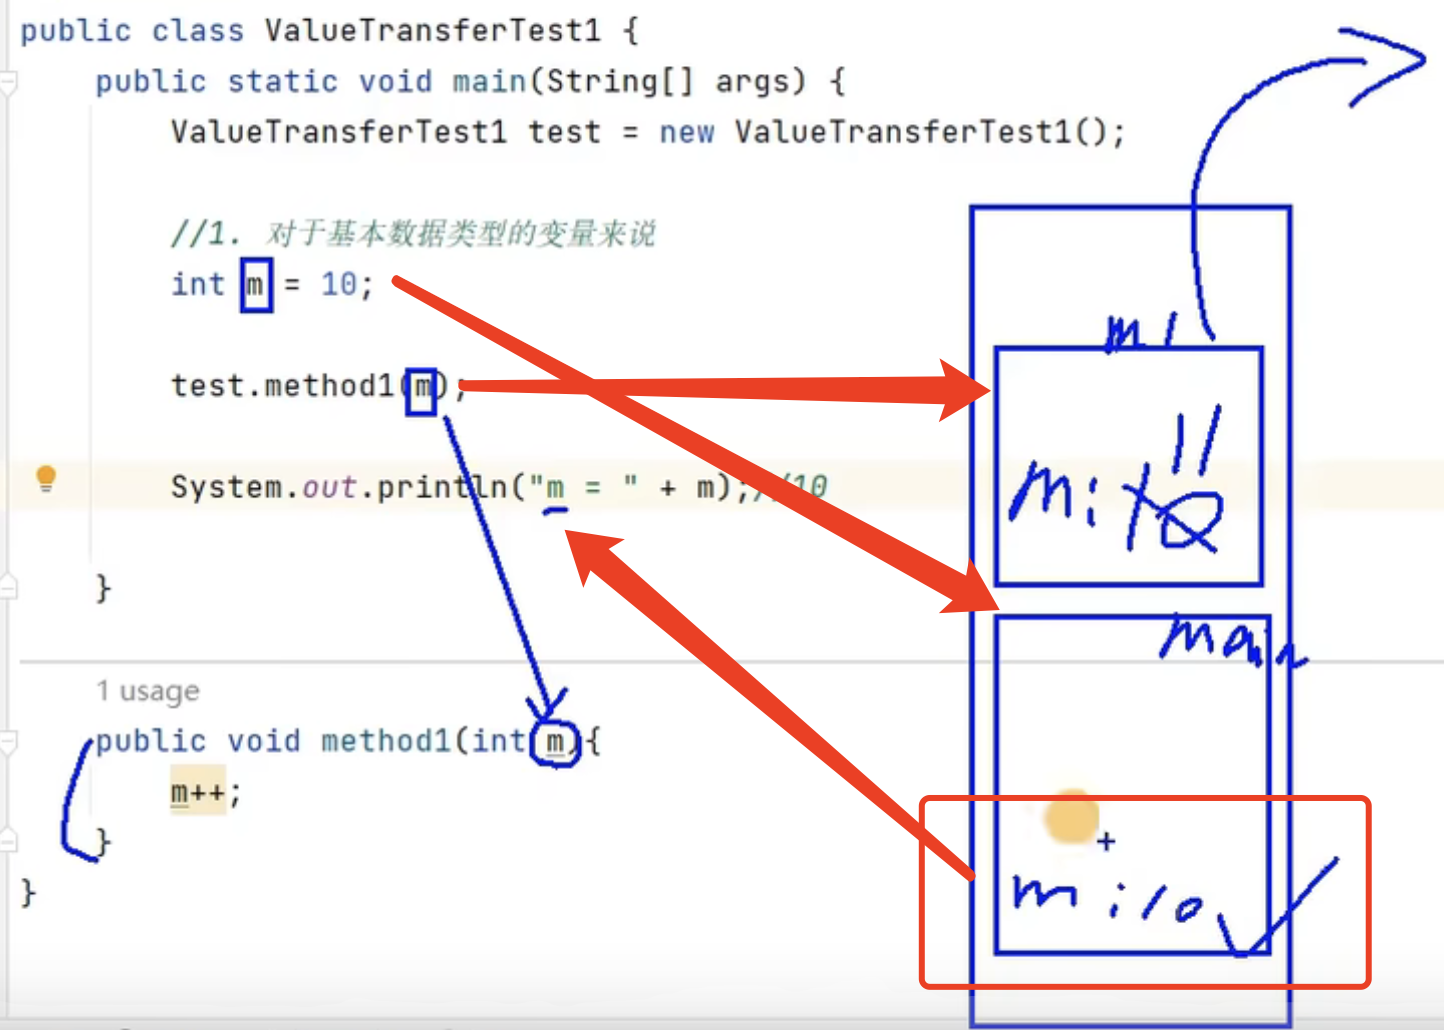 public class ValueTransferTest1 {
public static void main(String[] args) {
ValueTransferTest1 test = new ValueTransferTest1();
//1. 对于基本数据类型的变量来说
int m = 10;
test.method1(m);
System.out.println("m = " + m);//10
}
1 usage
public void method1(int m){
m++;
}
}
m1
11
m:10
main
m:10